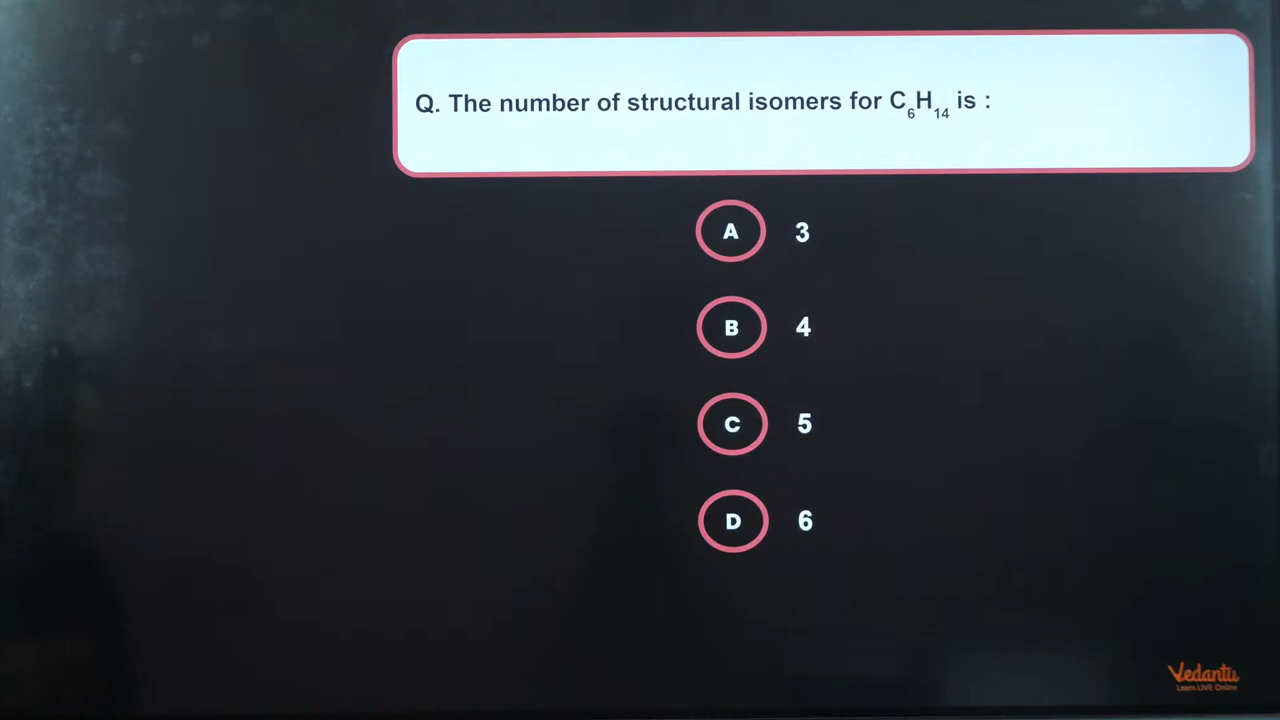 Q. The number of structural isomers for C₆H₁₄ is :
A 3
B 4
C 5
D 6
Vedantu
Learn LIVE Online